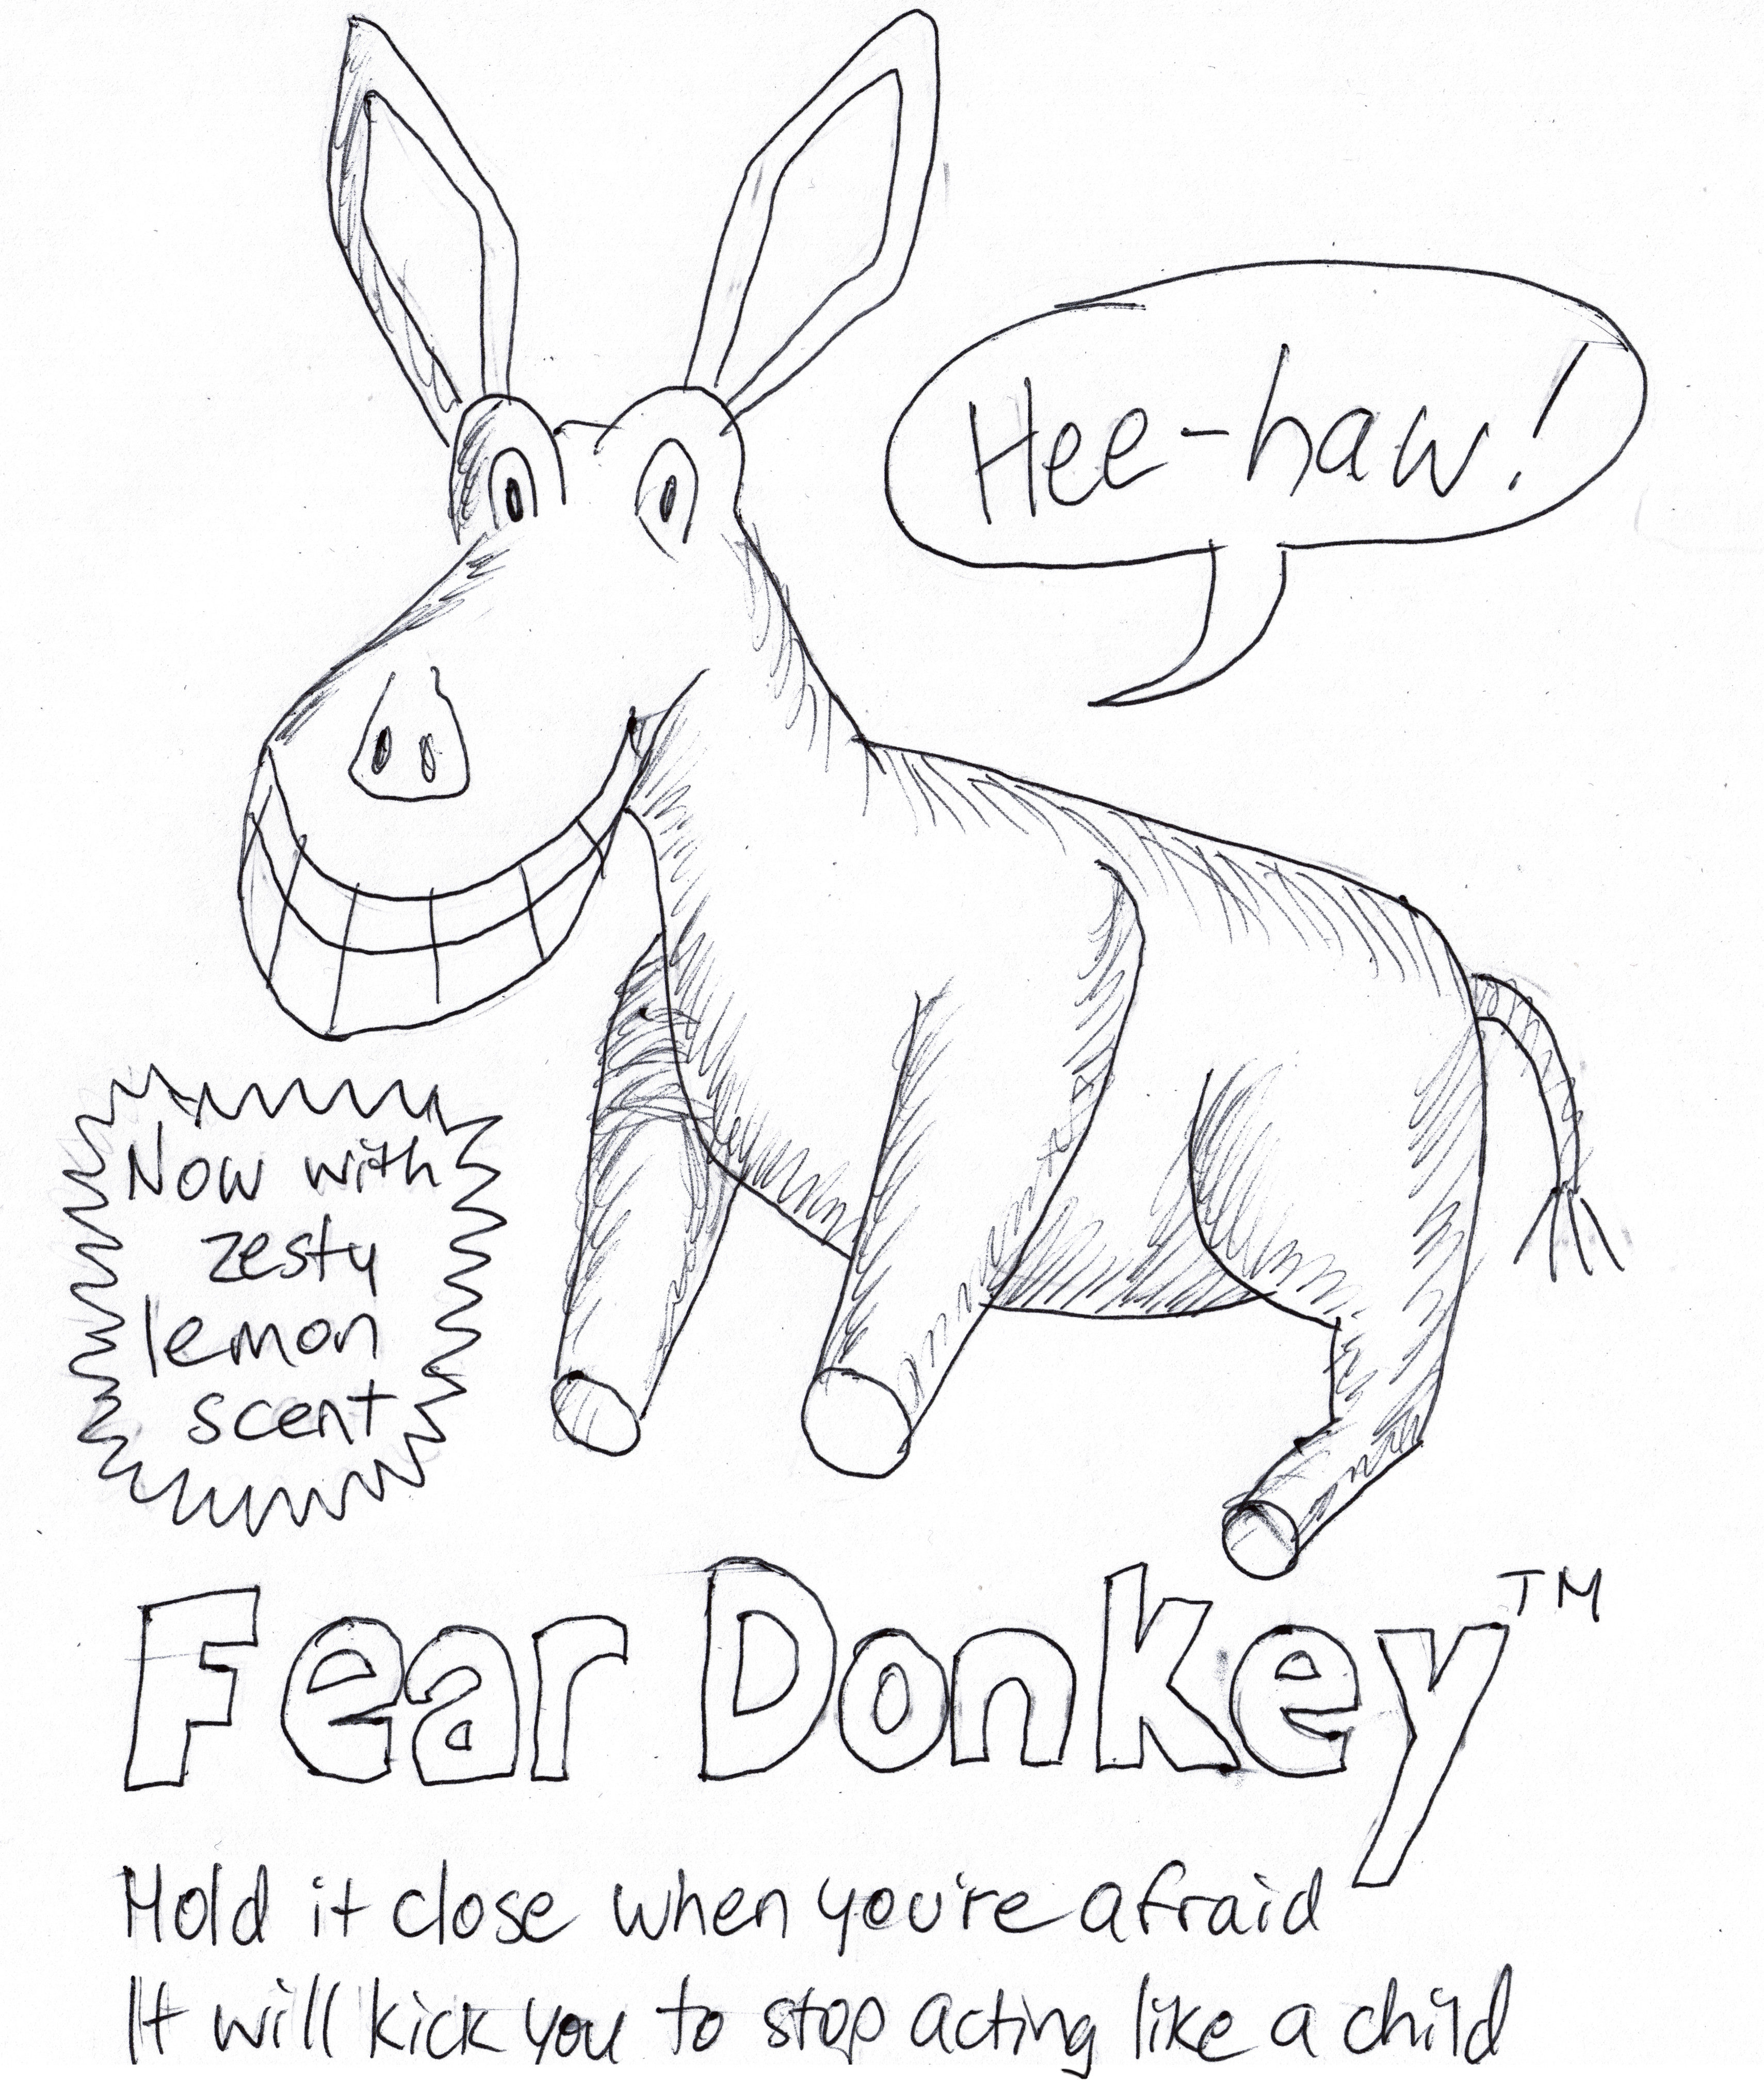 Hee-haw!
Now with
zesty
lemon
scent
Fear Donkey™
Hold it close when you're afraid
It will kick you to stop acting like a child